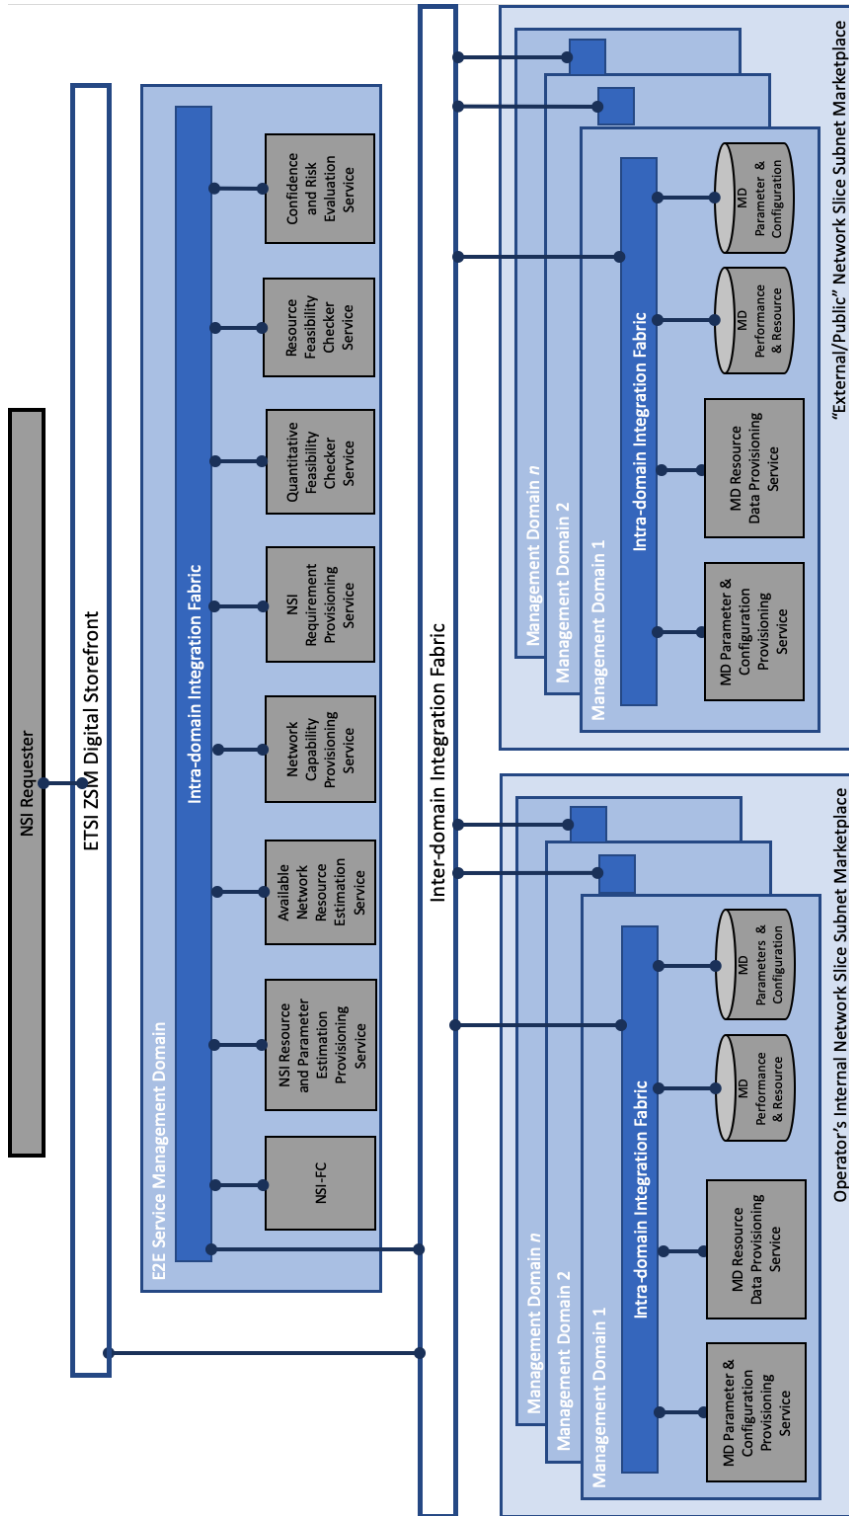 NSI Requester
ETSI ZSM Digital Storefront
E2E Service Management Domain
Intra-domain Integration Fabric
NSI-FC
NSI Resource
and Parameter
Estimation
Provisioning
Service
Available
Network
Resource
Estimation
Service
Network
Capability
Provisioning
Service
NSI
Requirement
Provisioning
Service
Quantitative
Feasibility
Checker
Service
Resource
Feasibility
Checker
Service
Confidence
and Risk
Evaluation
Service
Inter-domain Integration Fabric
Management Domain n
Management Domain 2
Management Domain 1
Intra-domain Integration Fabric
MD Parameter &
Configuration
Provisioning
Service
MD Resource
Data Provisioning
Service
MD
Performance
& Resource
MD
Parameters &
Configuration
Operator’s Internal Network Slice Subnet Marketplace
Management Domain n
Management Domain 2
Management Domain 1
Intra-domain Integration Fabric
MD Parameter &
Configuration
Provisioning
Service
MD Resource
Data Provisioning
Service
MD
Performance
& Resource
MD
Parameter &
Configuration
“External/Public” Network Slice Subnet Marketplace